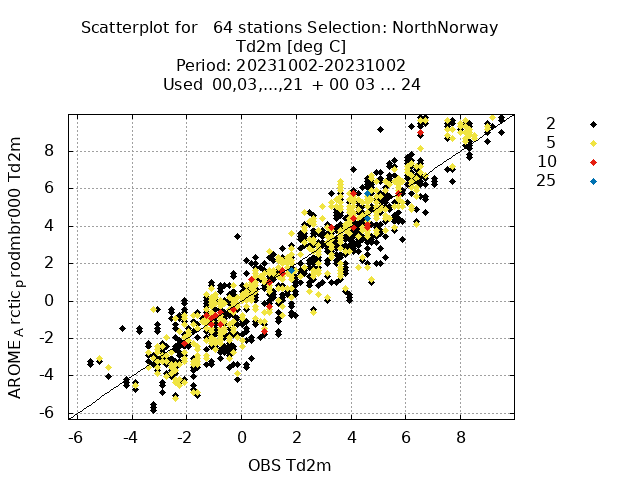 Scatterplot for   64 stations Selection: NorthNorway
Td2m [deg C]
Period: 20231002-20231002
Used  00,03,...,21  + 00 03 ... 24
2
5
10
25
AROME_Arctic_prodmbr000  Td2m
8
6
4
2
0
-2
-4
-6
-6 -4 -2 0 2 4 6 8
OBS Td2m